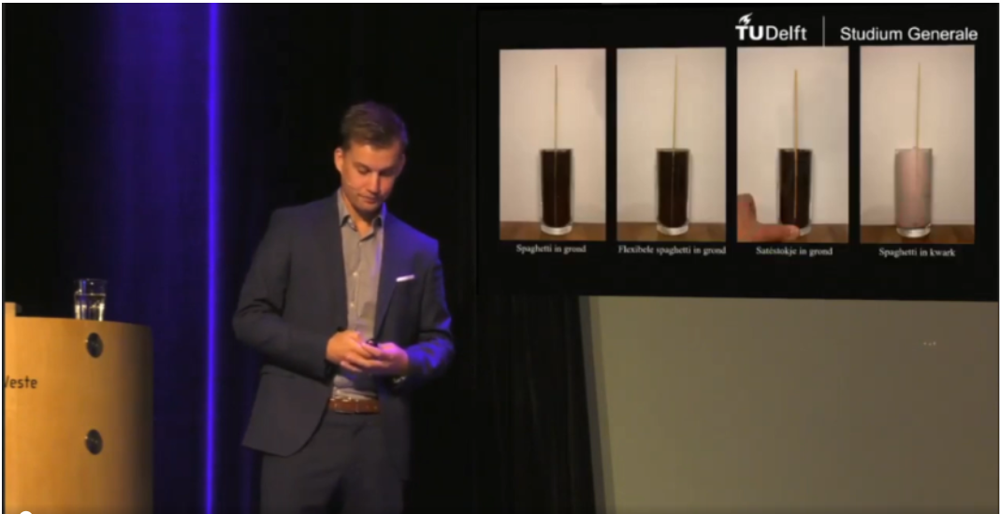 TUDelft | Studium Generale
Spaghetti in grond
Flexibele spaghetti in grond
Satéstokje in grond
Spaghetti in kwark
Veste